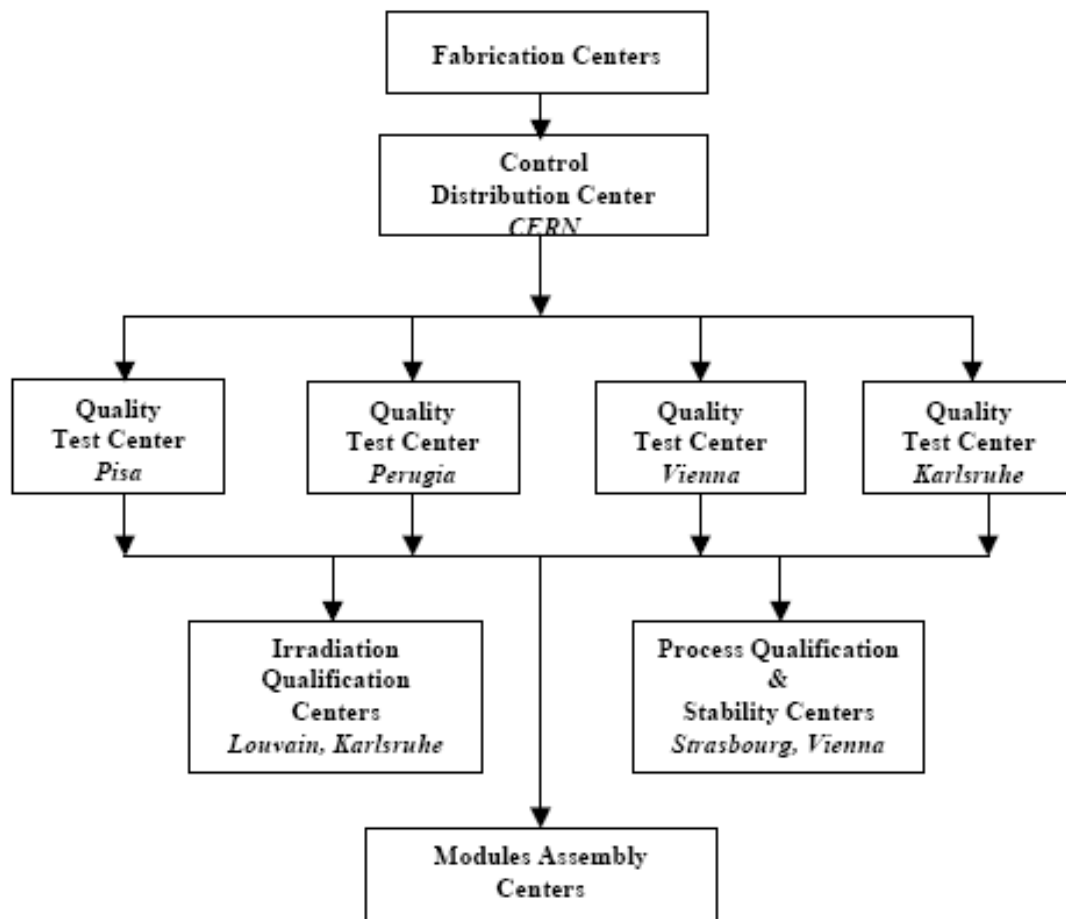 Fabrication Centers
Control
Distribution Center
CERN
Quality
Test Center
Pisa
Quality
Test Center
Perugia
Quality
Test Center
Vienna
Quality
Test Center
Karlsruhe
Irradiation
Qualification
Centers
Louvain, Karlsruhe
Process Qualification
&
Stability Centers
Strasbourg, Vienna
Modules Assembly
Centers